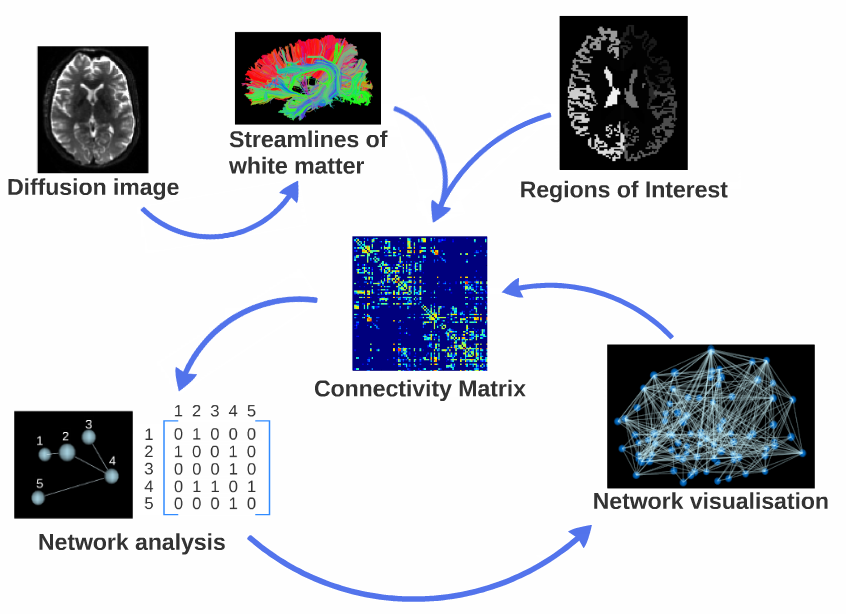 Streamlines of
white matter
Diffusion image
Regions of Interest
Connectivity Matrix
1 2 3 4 5
1 0 1 0 0 0
2 1 0 0 1 0
3 0 0 0 1 0
4 0 1 1 0 1
5 0 0 0 1 0
1
2
3
4
5
Network analysis
Network visualisation